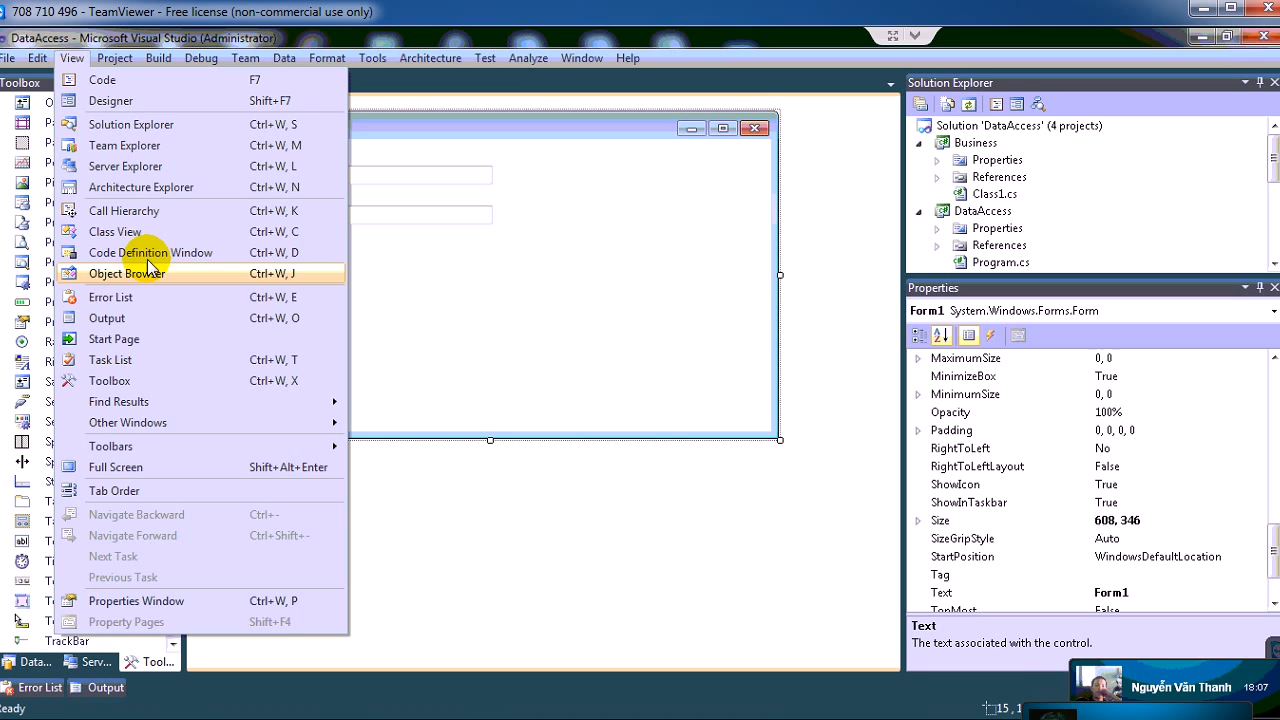 708 710 496 - TeamViewer - Free license (non-commercial use only)
DataAccess - Microsoft Visual Studio (Administrator)
File Edit View Project Build Debug Team Data Format Tools Architecture Test Analyze Window Help
Toolbox
Code F7
Designer Shift+F7
Solution Explorer Ctrl+W, S
Team Explorer Ctrl+W, M
Server Explorer Ctrl+W, L
Architecture Explorer Ctrl+W, N
Call Hierarchy Ctrl+W, K
Class View Ctrl+W, C
Code Definition Window Ctrl+W, D
Object Browser Ctrl+W, J
Error List Ctrl+W, E
Output Ctrl+W, O
Start Page
Task List Ctrl+W, T
Toolbox Ctrl+W, X
Find Results
Other Windows
Toolbars
Full Screen Shift+Alt+Enter
Tab Order
Navigate Backward Ctrl+-
Navigate Forward Ctrl+Shift+-
Next Task
Previous Task
Properties Window Ctrl+W, P
Property Pages Shift+F4
TrackBar
Data... Serv... Tool...
Error List Output
Ready
Solution Explorer
Solution 'DataAccess' (4 projects)
Business
Properties
References
Class1.cs
DataAccess
Properties
References
Program.cs
Properties
Form1 System.Windows.Forms.Form
MaximumSize 0, 0
MinimizeBox True
MinimumSize 0, 0
Opacity 100%
Padding 0, 0, 0, 0
RightToLeft No
RightToLeftLayout False
ShowIcon True
ShowInTaskbar True
Size 608, 346
SizeGripStyle Auto
StartPosition WindowsDefaultLocation
Tag
Text Form1
TopMost False
Text
The text associated with the control.
Nguyễn Văn Thanh 18:07